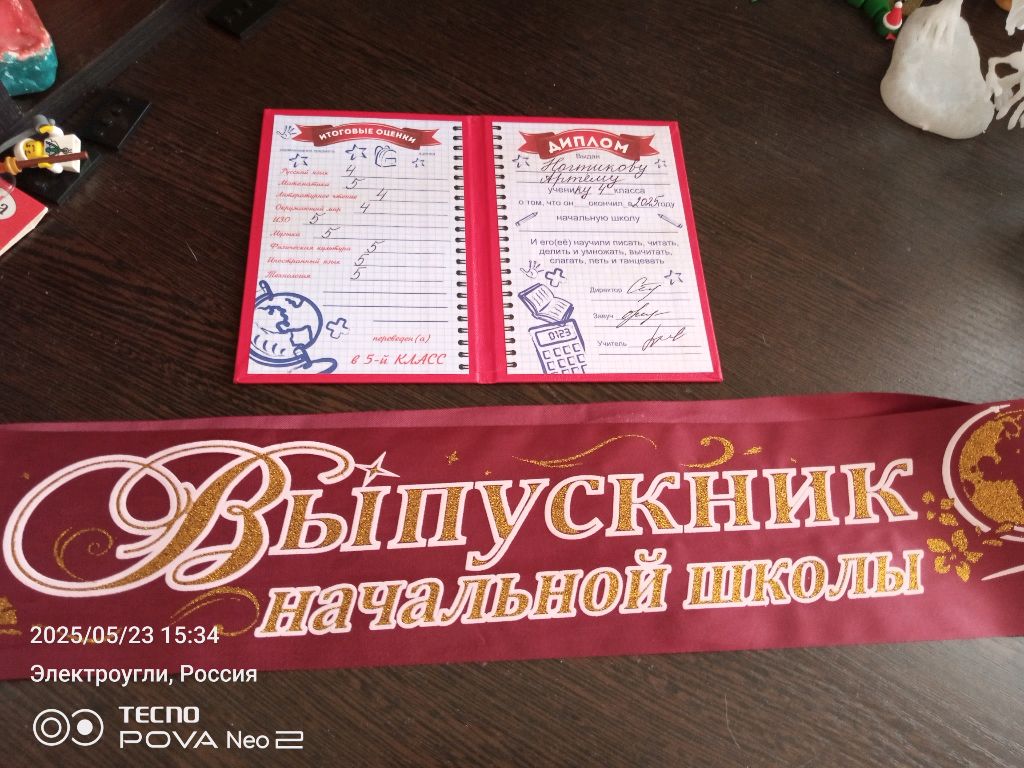 ИТОГОВЫЕ ОЦЕНКИ
Русский язык 4
Математика 5
Литературное чтение 4
Окружающий мир 4
ИЗО 5
Музыка 5
Физическая культура 5
Иностранный язык 5
Технология 5
переведен(а)
в 5-й КЛАСС
ДИПЛОМ
Выдан
Ногтикову
Артёму
ученику 4 класса
о том, что он окончил в 2025 году
начальную школу
И его(её) научили писать, читать,
делить и умножать, вычитать,
слагать, петь и танцевать
Директор
Завуч
Учитель
0123
Выпускник
начальной школы
2025/05/23 15:34
Электроугли, Россия
TECNO
POVA Neo 2